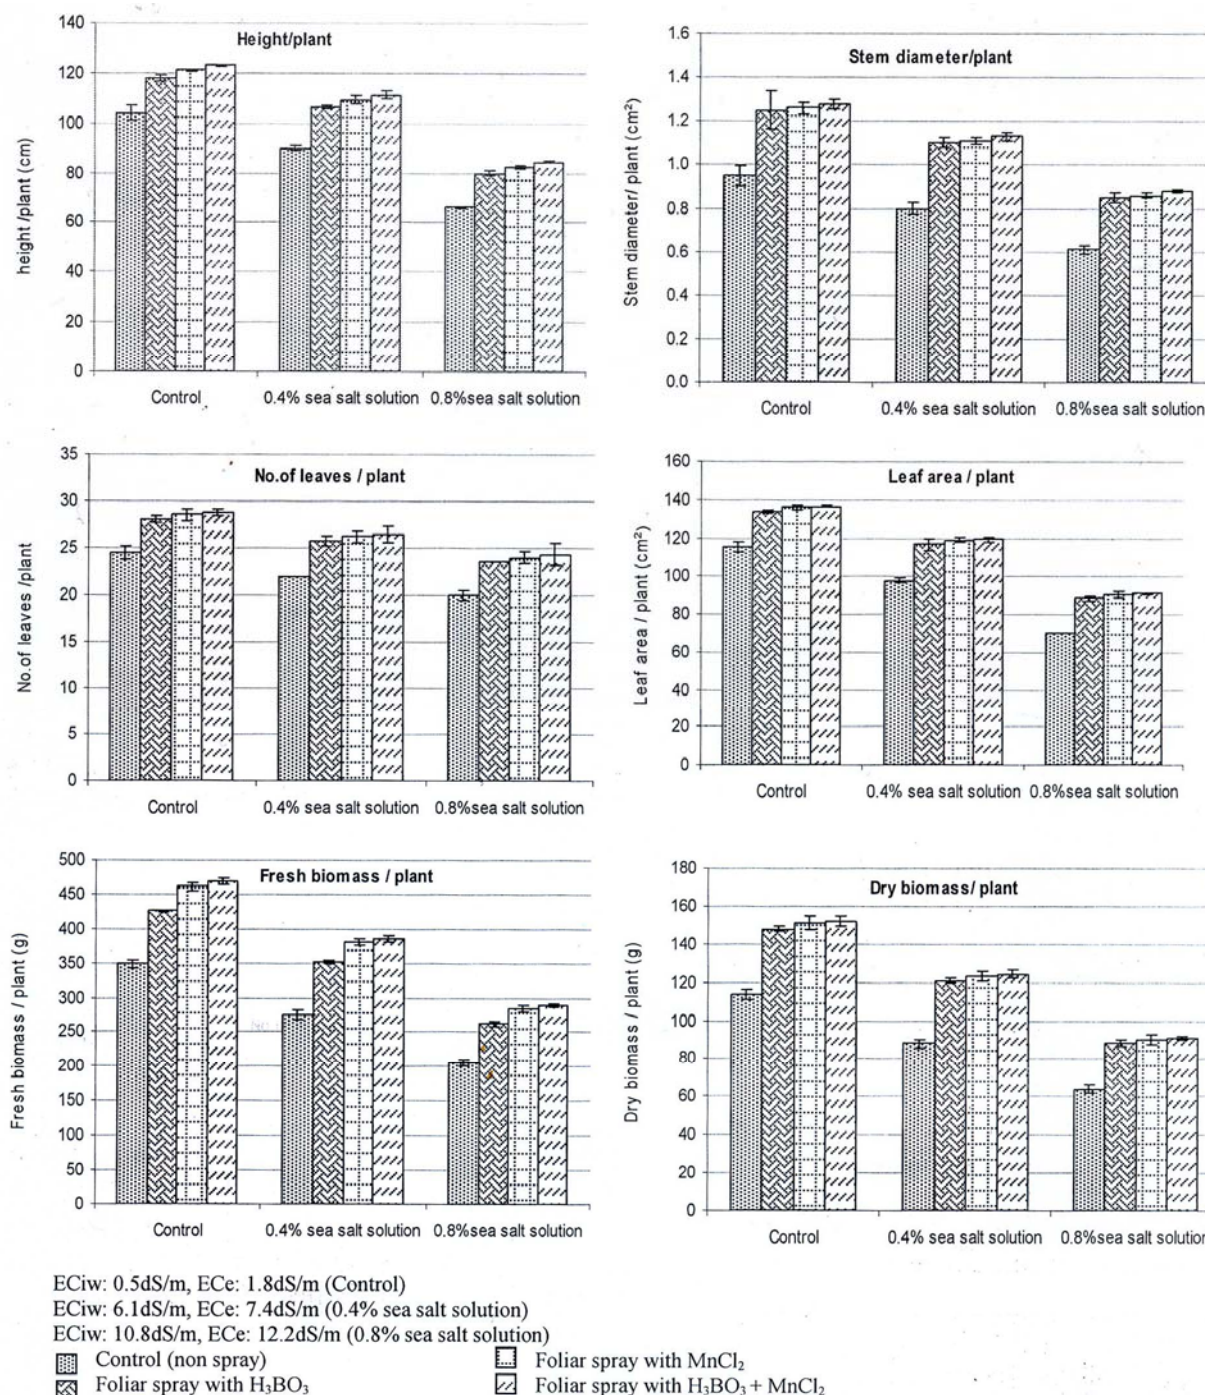 Height/plant
height /plant (cm)
140
120
100
80
60
40
20
0
Control
0.4% sea salt solution
0.8%sea salt solution
Stem diameter/plant
Stem diameter/ plant (cm²)
1.6
1.4
1.2
1.0
0.8
0.6
0.4
0.2
0.0
Control
0.4% sea salt solution
0.8%sea salt solution
No.of leaves / plant
No.of leaves /plant
35
30
25
20
15
10
5
0
Control
0.4% sea salt solution
0.8%sea salt solution
Leaf area / plant
Leaf area / plant (cm²)
160
140
120
100
80
60
40
20
0
Control
0.4% sea salt solution
0.8%sea salt solution
Fresh biomass / plant
Fresh biomass / plant (g)
500
450
400
350
300
250
200
150
100
50
0
Control
0.4% sea salt solution
0.8%sea salt solution
Dry biomass/ plant
Dry biomass / plant (g)
180
160
140
120
100
80
60
40
20
0
Control
0.4% sea salt solution
0.8%sea salt solution
ECiw: 0.5dS/m, ECe: 1.8dS/m (Control)
ECiw: 6.1dS/m, ECe: 7.4dS/m (0.4% sea salt solution)
ECiw: 10.8dS/m, ECe: 12.2dS/m (0.8% sea salt solution)
Control (non spray)
Foliar spray with MnCl₂
Foliar spray with H₃BO₃
Foliar spray with H₃BO₃ + MnCl₂